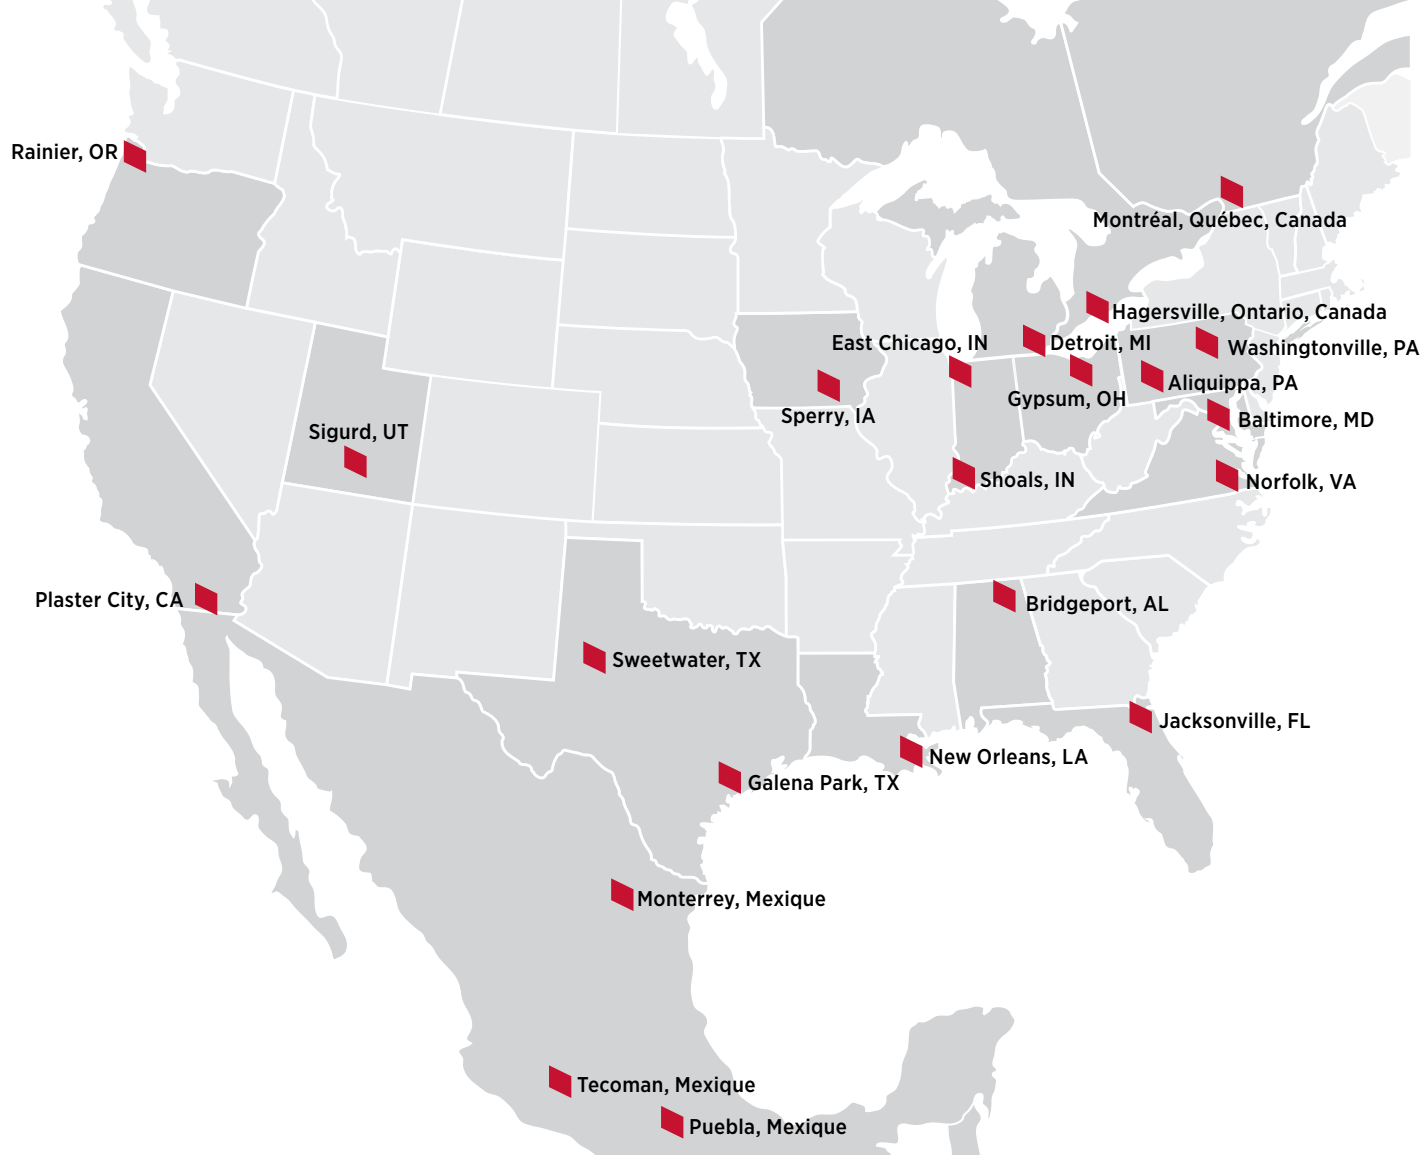 Rainier, OR
Montréal, Québec, Canada
Hagersville, Ontario, Canada
East Chicago, IN
Detroit, MI
Washingtonville, PA
Aliquippa, PA
Gypsum, OH
Sperry, IA
Baltimore, MD
Sigurd, UT
Shoals, IN
Norfolk, VA
Plaster City, CA
Bridgeport, AL
Sweetwater, TX
Jacksonville, FL
New Orleans, LA
Galena Park, TX
Monterrey, Mexique
Tecoman, Mexique
Puebla, Mexique